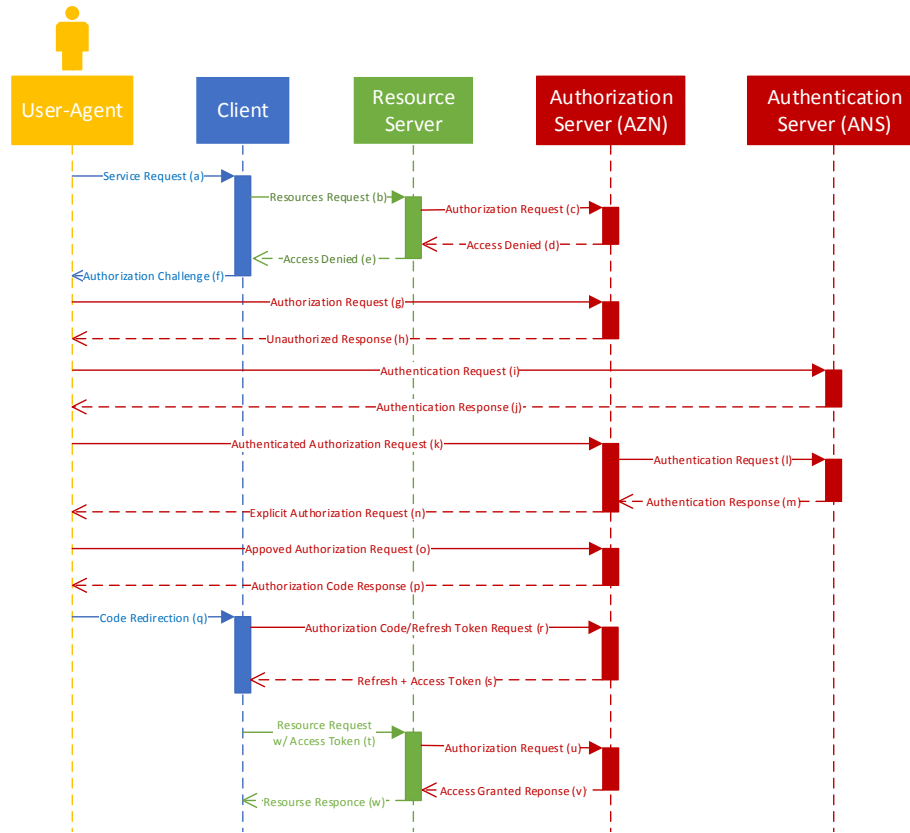 User-Agent
Client
Resource
Server
Authorization
Server (AZN)
Authentication
Server (ANS)
Service Request (a)
Resources Request (b)
Authorization Request (c)
Access Denied (d)
Access Denied (e)
Authorization Challenge (f)
Authorization Request (g)
Unauthorized Response (h)
Authentication Request (i)
Authentication Response (j)
Authenticated Authorization Request (k)
Authentication Request (l)
Authentication Response (m)
Explicit Authorization Request (n)
Appoved Authorization Request (o)
Authorization Code Response (p)
Code Redirection (q)
Authorization Code/Refresh Token Request (r)
Refresh + Access Token (s)
Resource Request
w/ Access Token (t)
Authorization Request (u)
Access Granted Reponse (v)
Resourse Responce (w)